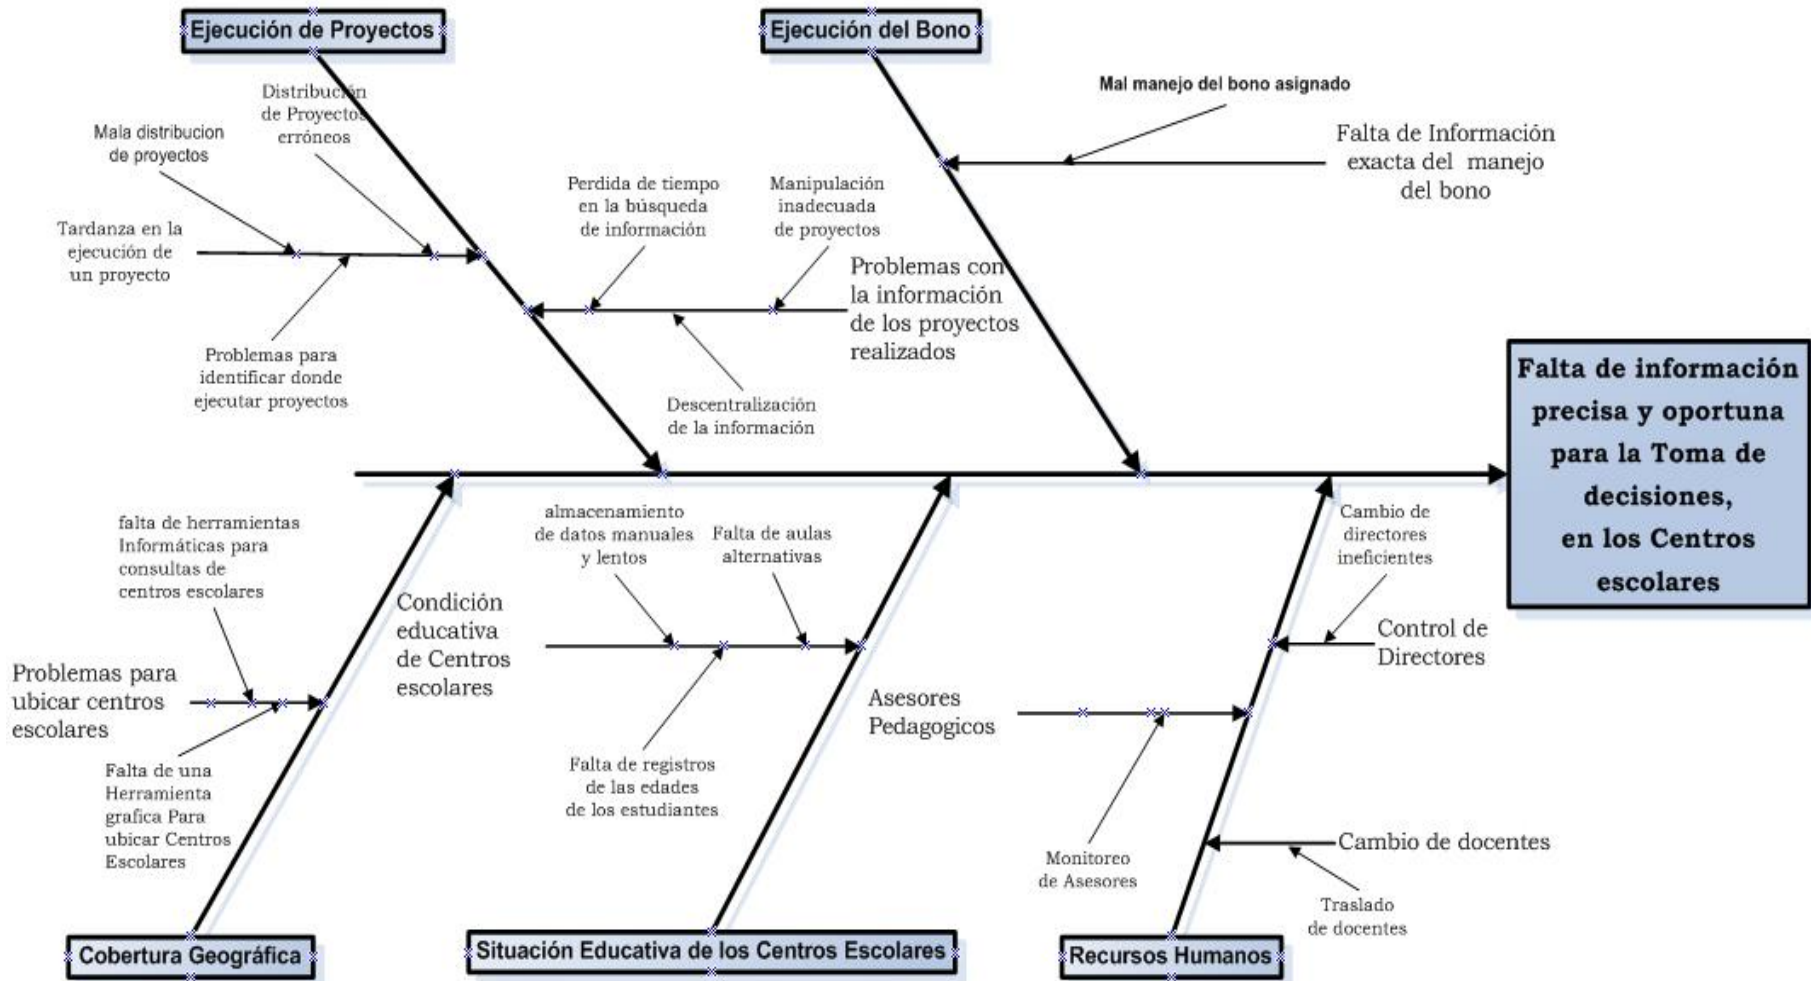 Ejecución de Proyectos
Ejecución del Bono
Mal manejo del bono asignado
Distribución
de Proyectos
erróneos
Mala distribucion
de proyectos
Falta de Información
exacta del manejo
del bono
Perdida de tiempo
en la búsqueda
de información
Manipulación
inadecuada
de proyectos
Tardanza en la
ejecución de
un proyecto
Problemas con
la información
de los proyectos
realizados
Problemas para
identificar donde
ejecutar proyectos
Descentralización
de la información
Falta de información
precisa y oportuna
para la Toma de
decisiones,
en los Centros
escolares
falta de herramientas
Informáticas para
consultas de
centros escolares
almacenamiento
de datos manuales
y lentos
Falta de aulas
alternativas
Cambio de
directores
ineficientes
Condición
educativa
de Centros
escolares
Control de
Directores
Problemas para
ubicar centros
escolares
Asesores
Pedagogicos
Falta de una
Herramienta
grafica Para
ubicar Centros
Escolares
Falta de registros
de las edades
de los estudiantes
Monitoreo
de Asesores
Cambio de docentes
Traslado
de docentes
Cobertura Geográfica
Situación Educativa de los Centros Escolares
Recursos Humanos